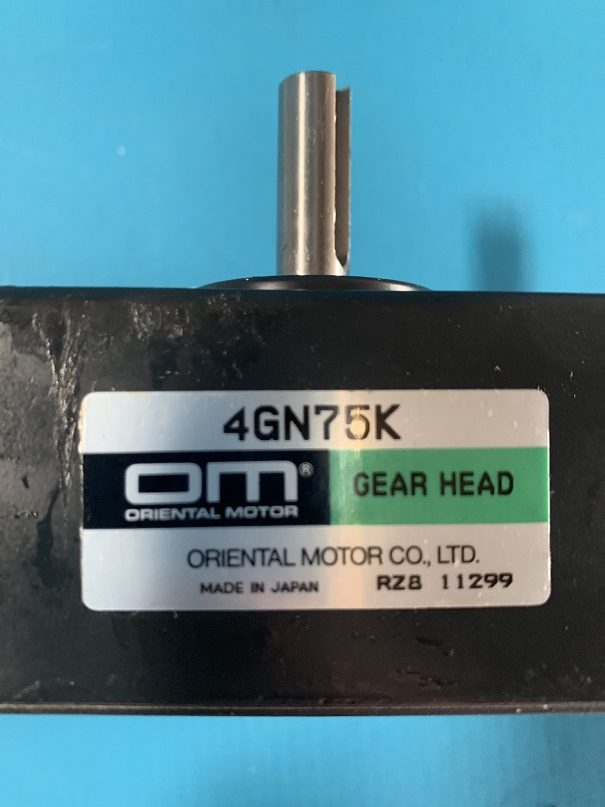 4GN75K
OM® GEAR HEAD
ORIENTAL MOTOR
ORIENTAL MOTOR CO., LTD.
MADE IN JAPAN RZ8 11299